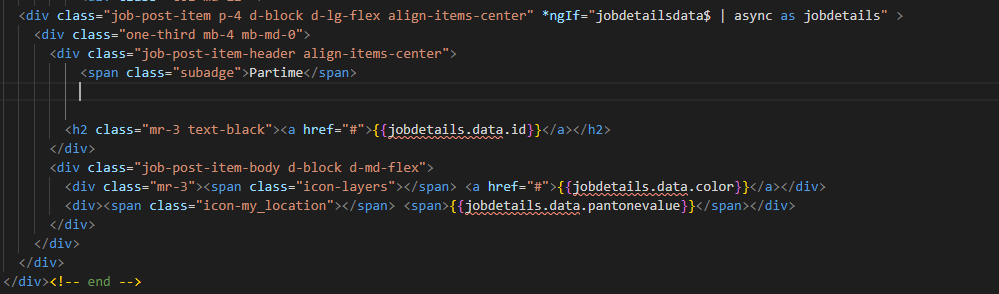 <div class="job-post-item p-4 d-block d-lg-flex align-items-center" *ngIf="jobdetailsdata$ | async as jobdetails" >
<div class="one-third mb-4 mb-md-0">
<div class="job-post-item-header align-items-center">
<span class="subadge">Partime</span>
<h2 class="mr-3 text-black"><a href="#">{{jobdetails.data.id}}</a></h2>
</div>
<div class="job-post-item-body d-block d-md-flex">
<div class="mr-3"><span class="icon-layers"></span> <a href="#">{{jobdetails.data.color}}</a></div>
<div><span class="icon-my_location"></span> <span>{{jobdetails.data.pantonevalue}}</span></div>
</div>
</div>
</div>
</div><!-- end -->